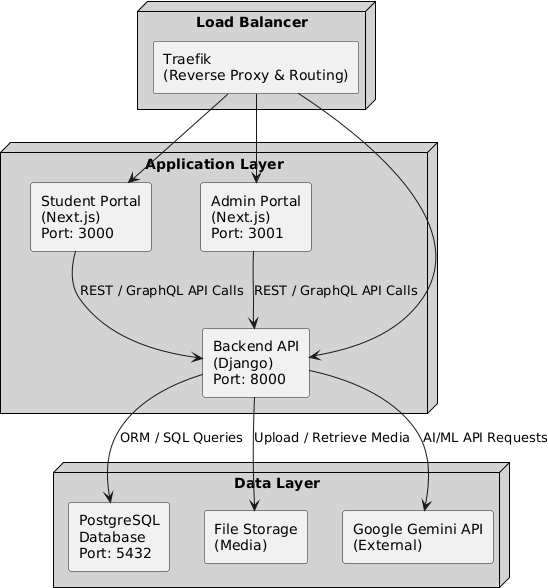 Load Balancer
Traefik
(Reverse Proxy & Routing)
Application Layer
Student Portal
(Next.js)
Port: 3000
Admin Portal
(Next.js)
Port: 3001
REST / GraphQL API Calls
REST / GraphQL API Calls
Backend API
(Django)
Port: 8000
ORM / SQL Queries
Upload / Retrieve Media
AI/ML API Requests
Data Layer
PostgreSQL
Database
Port: 5432
File Storage
(Media)
Google Gemini API
(External)